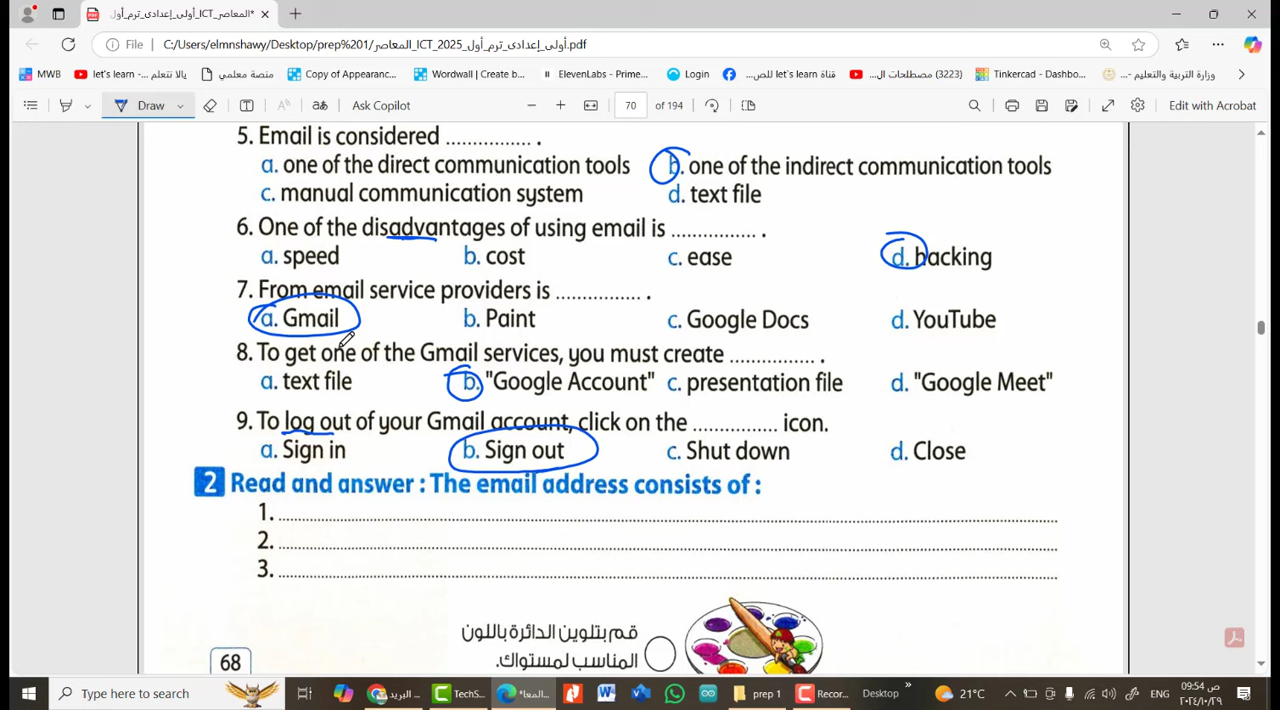 المعاصر_ICT_أولى_إعدادى_ترم_أول*
File
C:/Users/elmnshawy/Desktop/prep%201/المعاصر_ICT_2025_أولى_إعدادى_ترم_أول.pdf
MWB
let's learn -يالا نتعلم ...
منصة معلمي
Copy of Appearanc...
Wordwall | Create b...
ElevenLabs - Prime...
Login
قناة let's learn للص...
(3223) مصطلحات ال...
Tinkercad - Dashbo...
وزارة التربية والتعليم -...
Draw
Ask Copilot
70 of 194
Edit with Acrobat
5. Email is considered ................ .
a. one of the direct communication tools b. one of the indirect communication tools
c. manual communication system d. text file
6. One of the disadvantages of using email is ................ .
a. speed b. cost c. ease d. hacking
7. From email service providers is ................ .
a. Gmail b. Paint c. Google Docs d. YouTube
8. To get one of the Gmail services, you must create ................ .
a. text file b. "Google Account" c. presentation file d. "Google Meet"
9. To log out of your Gmail account, click on the ................ icon.
a. Sign in b. Sign out c. Shut down d. Close
2 Read and answer : The email address consists of :
1. ................
2. ................
3. ................
قم بتلوين الدائرة باللون
المناسب لمستواك.
68
Type here to search
البريد ...
TechS...
المعا*...
prep 1
Recor...
Desktop
21°C
ENG
09:54 ص
٢٠٢٤/١٠/٢٩